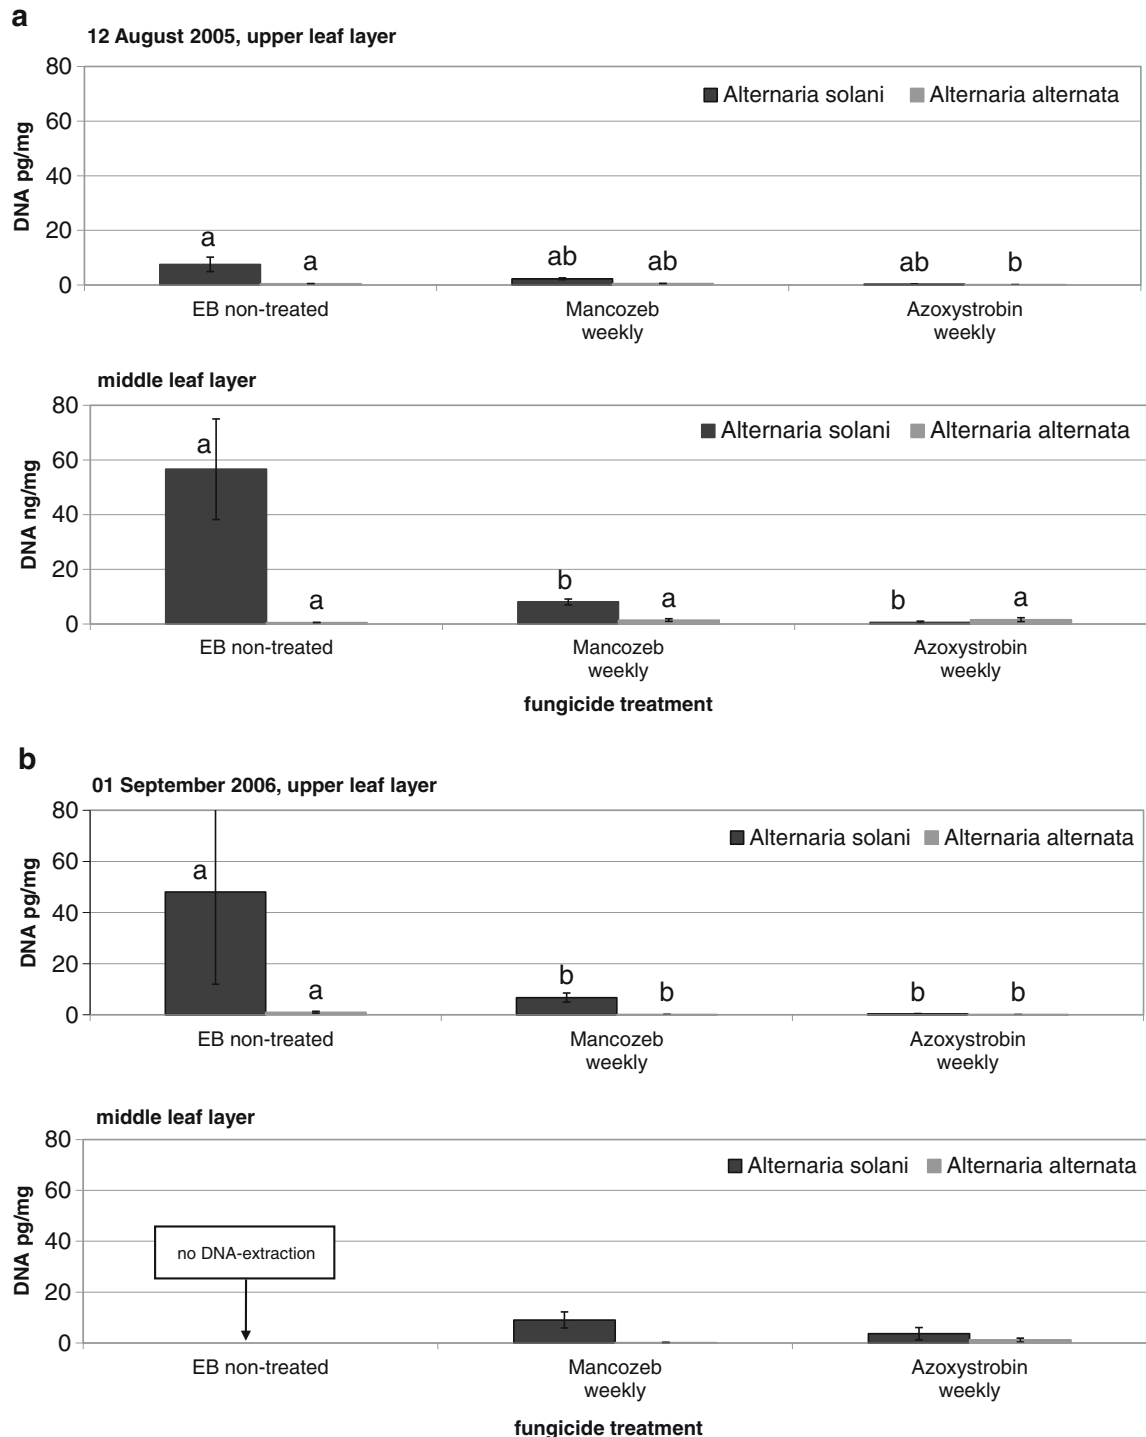 a
12 August 2005, upper leaf layer
80
60
40
20
0
DNA pg/mg
Alternaria solani
Alternaria alternata
a
a
ab
ab
ab
b
EB non-treated
Mancozeb
weekly
Azoxystrobin
weekly
middle leaf layer
80
60
40
20
0
DNA ng/mg
Alternaria solani
Alternaria alternata
a
a
b
a
b
a
EB non-treated
Mancozeb
weekly
Azoxystrobin
weekly
fungicide treatment
b
01 September 2006, upper leaf layer
80
60
40
20
0
DNA pg/mg
Alternaria solani
Alternaria alternata
a
a
b
b
b
b
EB non-treated
Mancozeb
weekly
Azoxystrobin
weekly
middle leaf layer
80
60
40
20
0
DNA pg/mg
Alternaria solani
Alternaria alternata
no DNA-extraction
EB non-treated
Mancozeb
weekly
Azoxystrobin
weekly
fungicide treatment